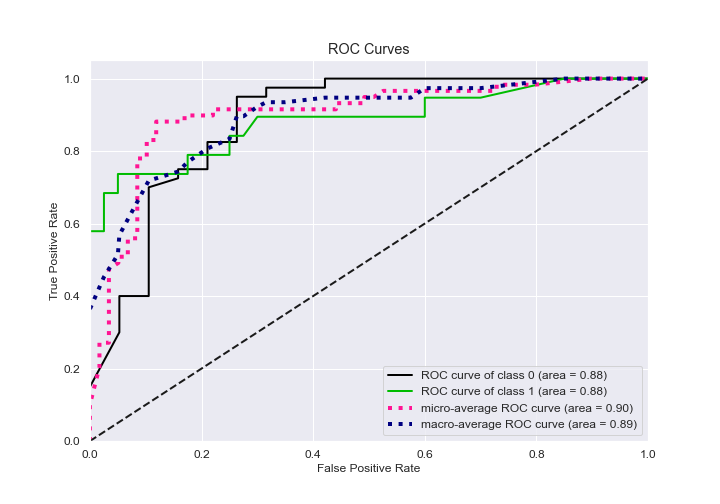 ROC Curves
1.0
0.8
0.6
0.4
0.2
0.0
True Positive Rate
0.0 0.2 0.4 0.6 0.8 1.0
False Positive Rate
ROC curve of class 0 (area = 0.88)
ROC curve of class 1 (area = 0.88)
micro-average ROC curve (area = 0.90)
macro-average ROC curve (area = 0.89)